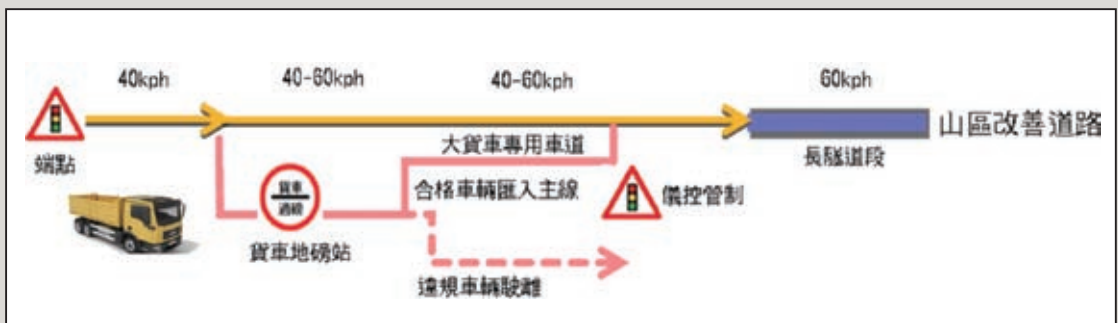 40kph
40-60kph
40-60kph
60kph
端點
大貨車專用車道
合格車輛匯入主線
長隧道段
山區改善道路
貨車
過磅
貨車地磅站
儀控管制
違規車輛駛離